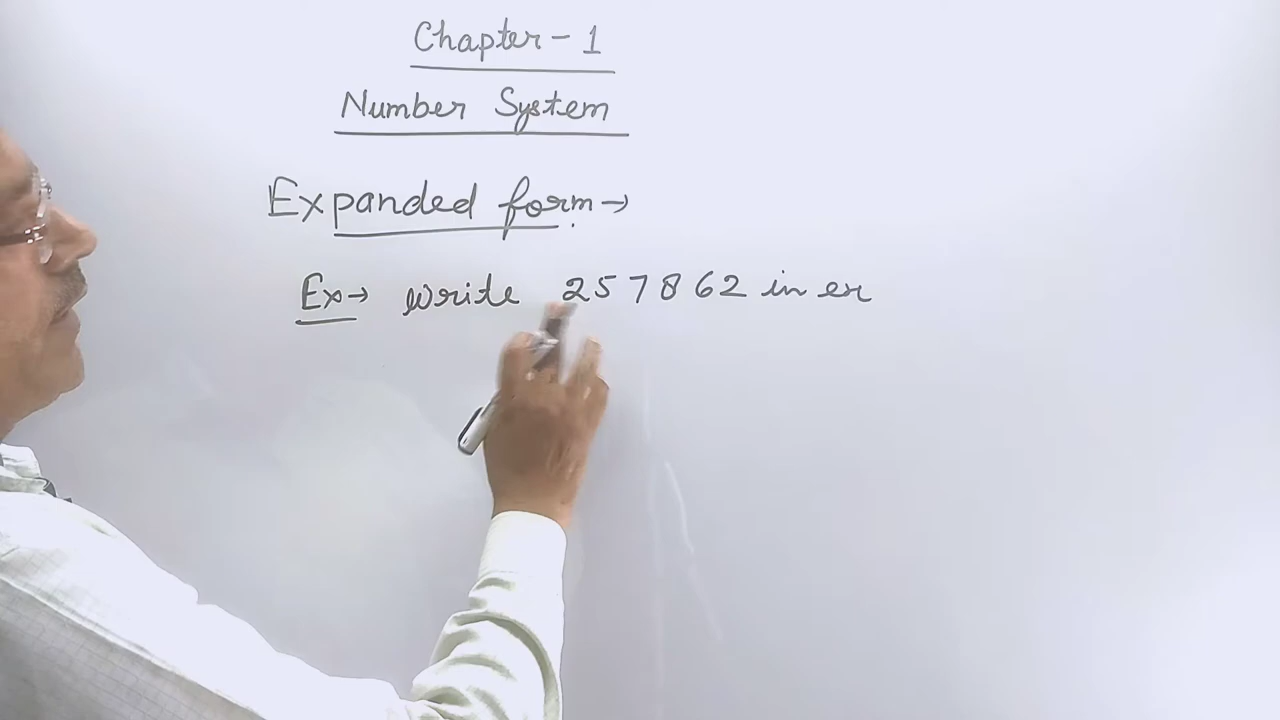 Chapter - 1
Number System
Expanded form →
Ex → Write 257862 in ex